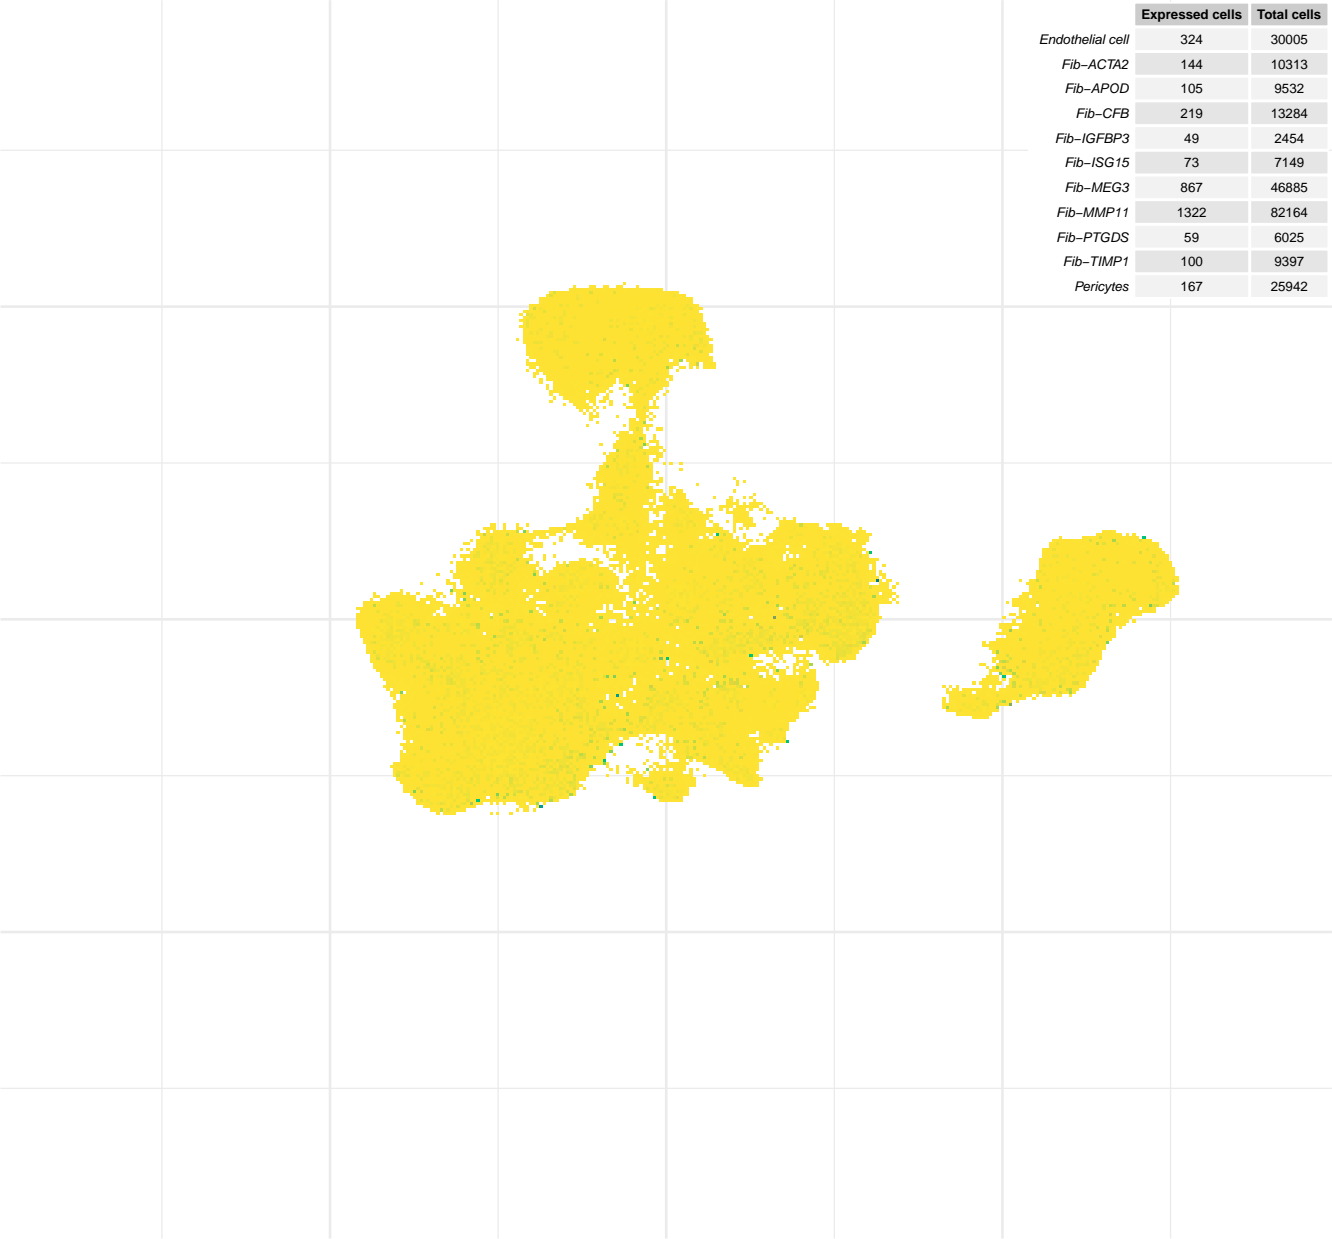 Expressed cells Total cells
Endothelial cell 324 30005
Fib−ACTA2 144 10313
Fib−APOD 105 9532
Fib−CFB 219 13284
Fib−IGFBP3 49 2454
Fib−ISG15 73 7149
Fib−MEG3 867 46885
Fib−MMP11 1322 82164
Fib−PTGDS 59 6025
Fib−TIMP1 100 9397
Pericytes 167 25942